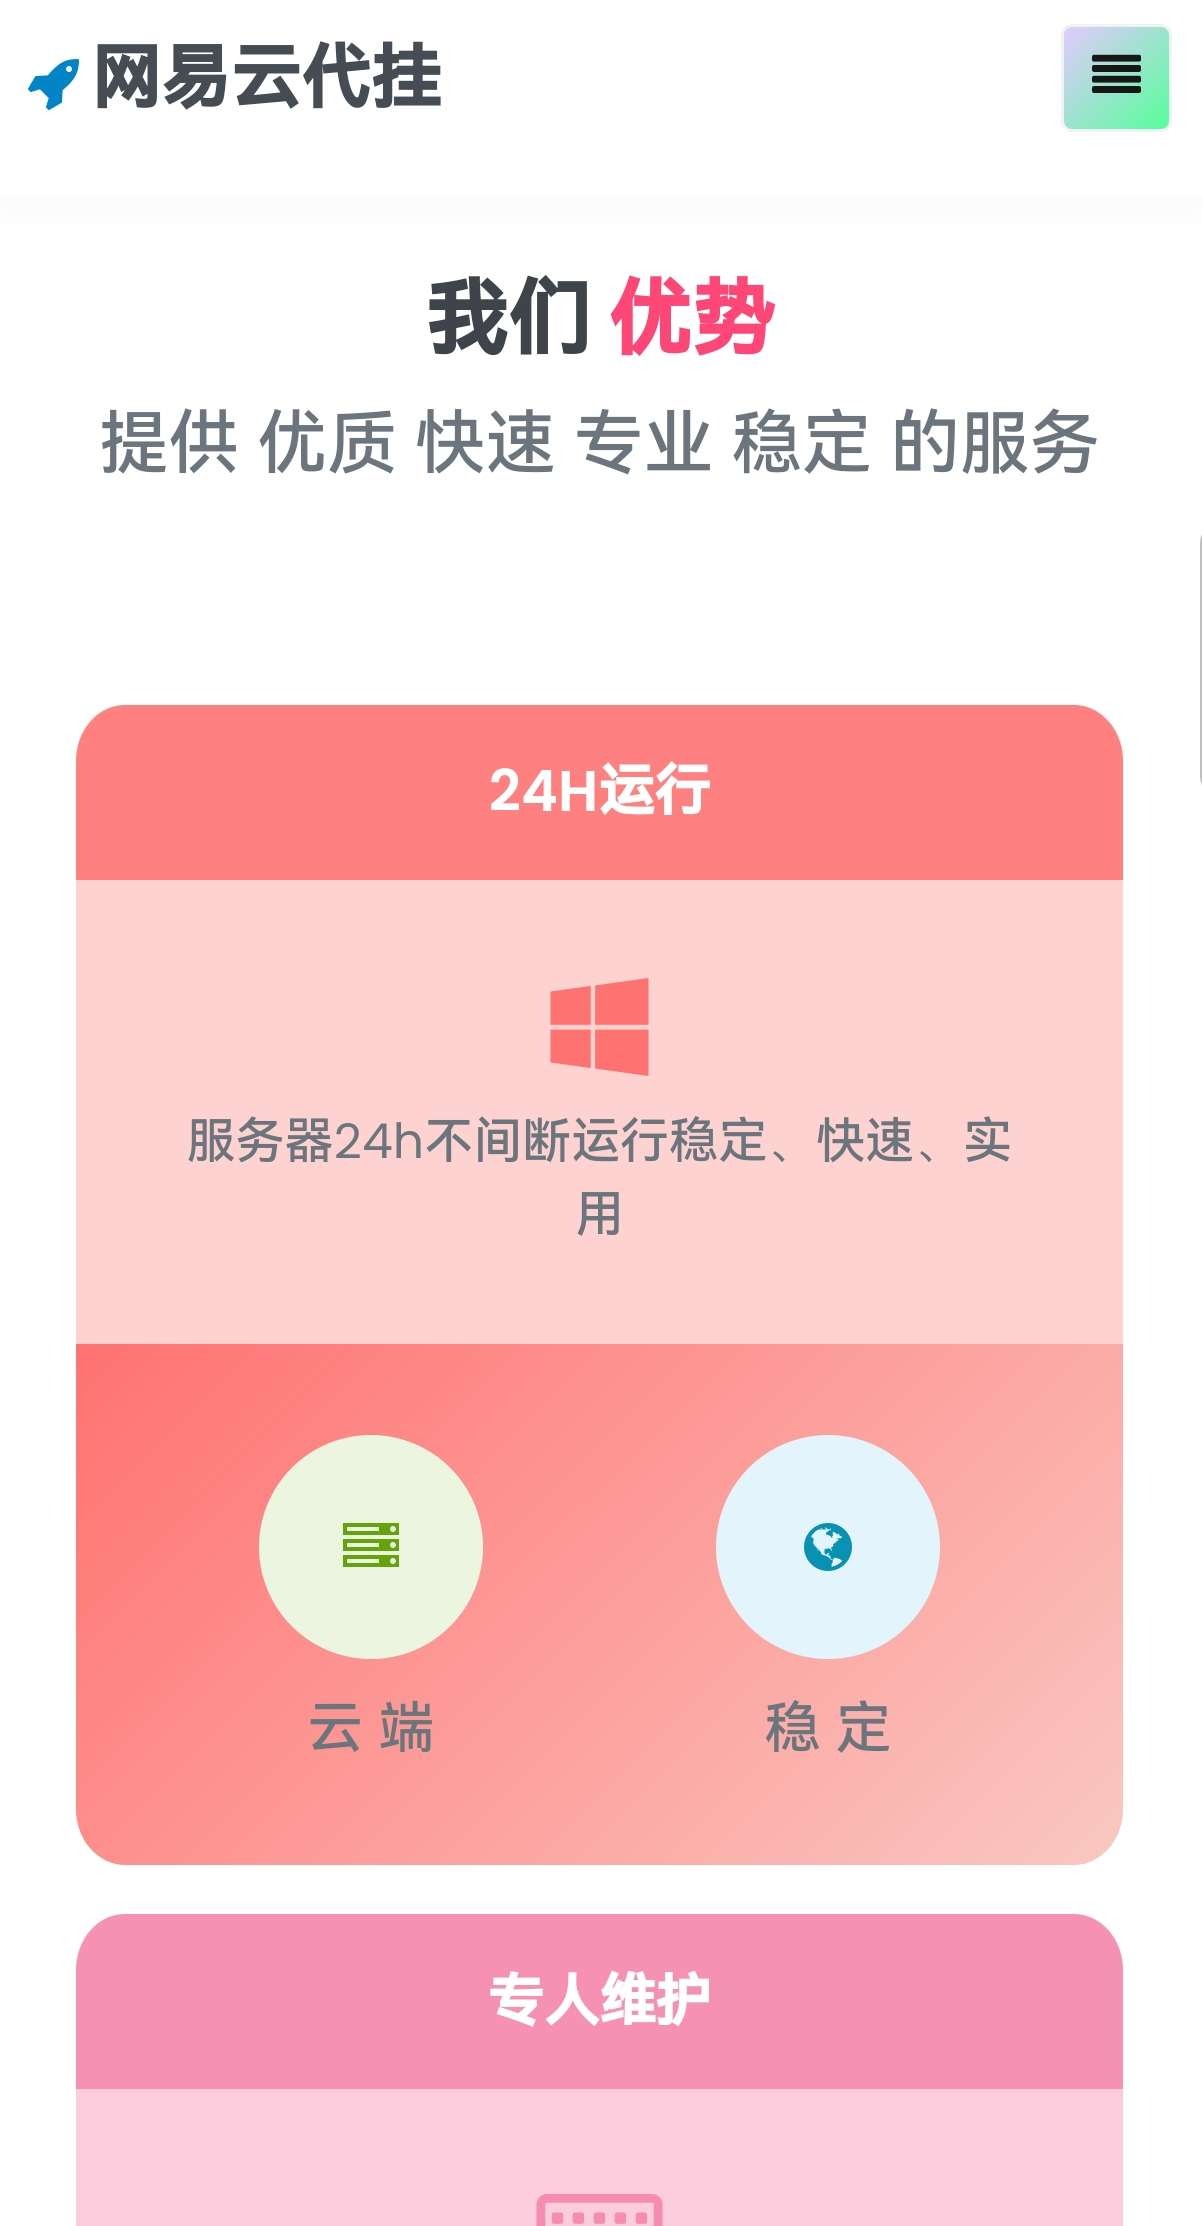 网易云代挂
我们 优势
提供 优质 快速 专业 稳定 的服务
24H运行
服务器24h不间断运行稳定、快速、实
用
云 端
稳 定
专人维护